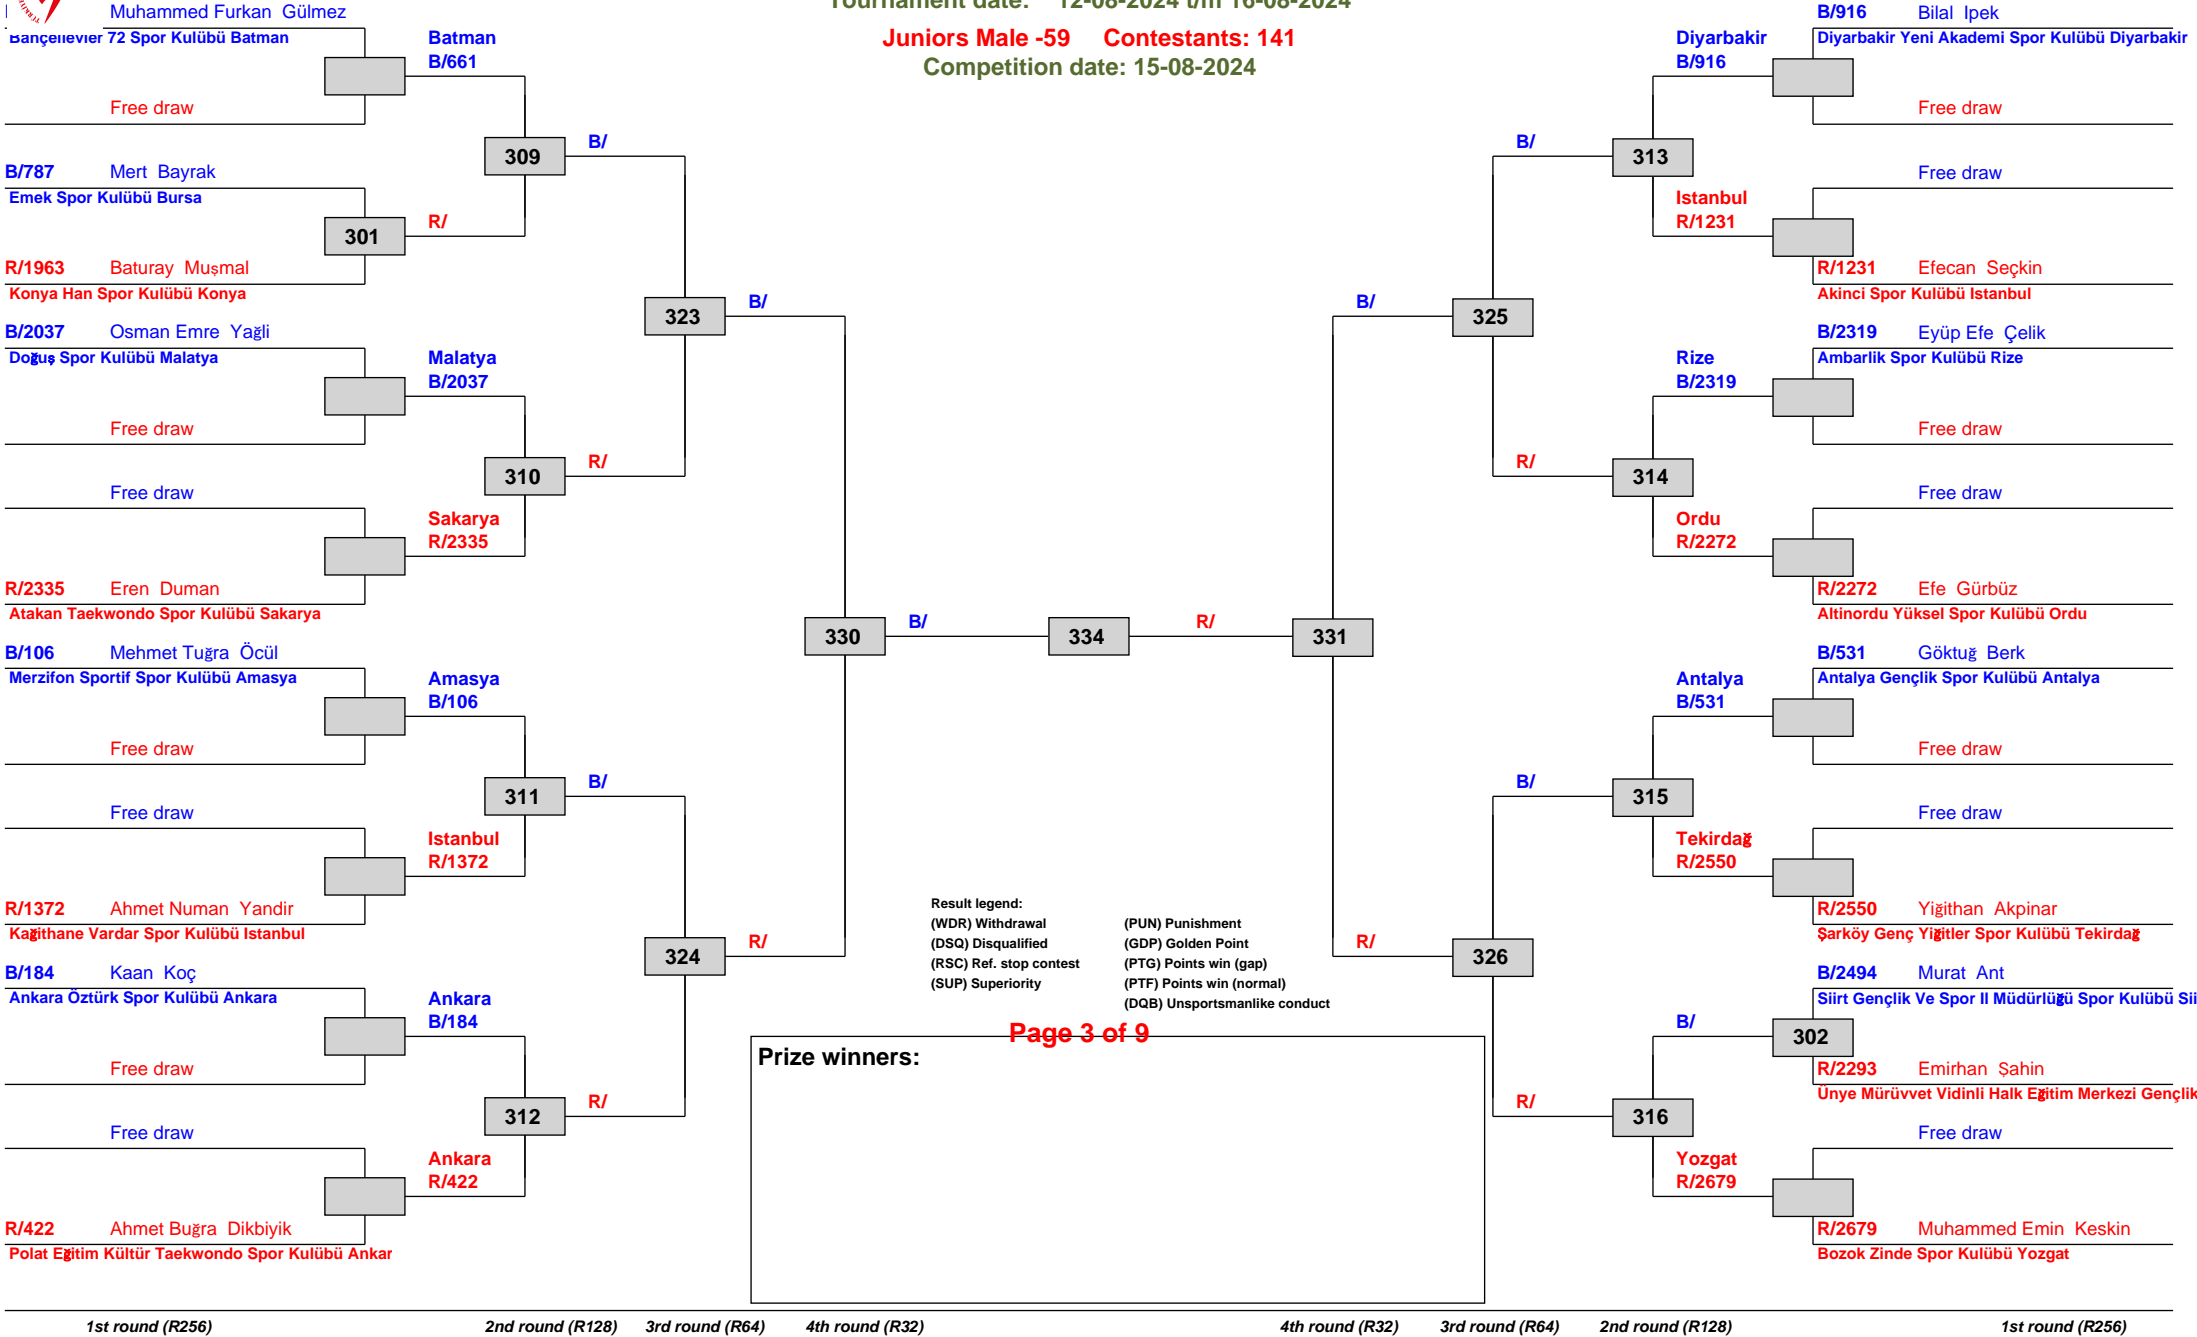 Tournament date: 12-08-2024 t/m 16-08-2024
Juniors Male -59 Contestants: 141
Competition date: 15-08-2024
Muhammed Furkan Gülmez
Bahçelievler 72 Spor Kulübü Batman
Batman
B/661
Free draw
309
B/
B/787 Mert Bayrak
Emek Spor Kulübü Bursa
301
R/
R/1963 Baturay Muşmal
Konya Han Spor Kulübü Konya
323
B/
B/2037 Osman Emre Yağli
Doğuş Spor Kulübü Malatya
Malatya
B/2037
Free draw
310
R/
Free draw
Sakarya
R/2335
R/2335 Eren Duman
Atakan Taekwondo Spor Kulübü Sakarya
330
B/
334
R/
331
B/106 Mehmet Tuğra Öcül
Merzifon Sportif Spor Kulübü Amasya
Amasya
B/106
Free draw
311
B/
Free draw
Istanbul
R/1372
R/1372 Ahmet Numan Yandir
Kağithane Vardar Spor Kulübü Istanbul
324
R/
B/184 Kaan Koç
Ankara Öztürk Spor Kulübü Ankara
Ankara
B/184
Free draw
312
R/
Free draw
Ankara
R/422
R/422 Ahmet Buğra Dikbiyik
Polat Eğitim Kültür Taekwondo Spor Kulübü Ankar
B/916 Bilal Ipek
Diyarbakir Yeni Akademi Spor Kulübü Diyarbakir
Diyarbakir
B/916
Free draw
B/
313
Free draw
Istanbul
R/1231
R/1231 Efecan Seçkin
Akinci Spor Kulübü Istanbul
B/
325
B/2319 Eyüp Efe Çelik
Ambarlik Spor Kulübü Rize
Rize
B/2319
Free draw
R/
314
Free draw
Ordu
R/2272
R/2272 Efe Gürbüz
Altinordu Yüksel Spor Kulübü Ordu
B/531 Göktuğ Berk
Antalya Gençlik Spor Kulübü Antalya
Antalya
B/531
Free draw
B/
315
Free draw
Tekirdağ
R/2550
R/2550 Yiğithan Akpinar
Şarköy Genç Yiğitler Spor Kulübü Tekirdağ
R/
326
B/2494 Murat Ant
Siirt Gençlik Ve Spor Il Müdürlüğü Spor Kulübü Sii
B/
302
R/2293 Emirhan Şahin
Ünye Mürüvvet Vidinli Halk Eğitim Merkezi Gençlik
R/
316
Free draw
Yozgat
R/2679
R/2679 Muhammed Emin Keskin
Bozok Zinde Spor Kulübü Yozgat
Result legend:
(WDR) Withdrawal (PUN) Punishment
(DSQ) Disqualified (GDP) Golden Point
(RSC) Ref. stop contest (PTG) Points win (gap)
(SUP) Superiority (PTF) Points win (normal)
(DQB) Unsportsmanlike conduct
Page 3 of 9
Prize winners:
1st round (R256) 2nd round (R128) 3rd round (R64) 4th round (R32) 4th round (R32) 3rd round (R64) 2nd round (R128) 1st round (R256)